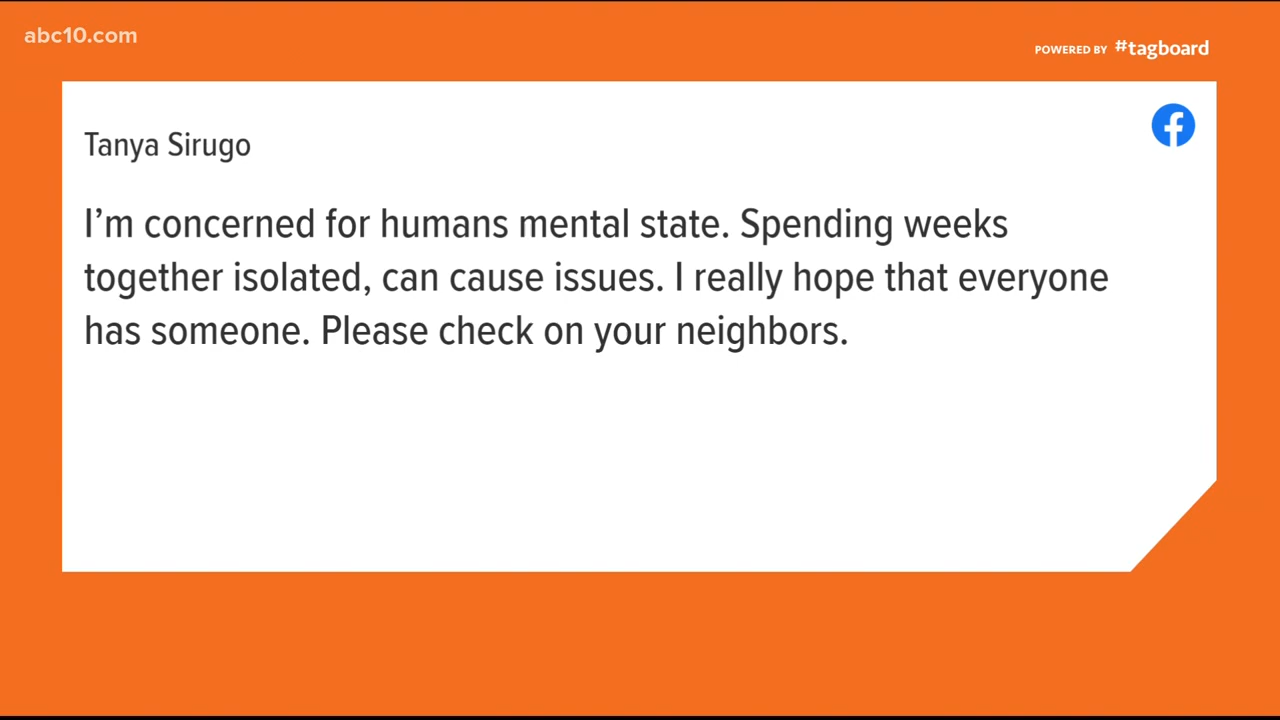 abc10.com
POWERED BY #tagboard
Tanya Sirugo
I’m concerned for humans mental state. Spending weeks
together isolated, can cause issues. I really hope that everyone
has someone. Please check on your neighbors.